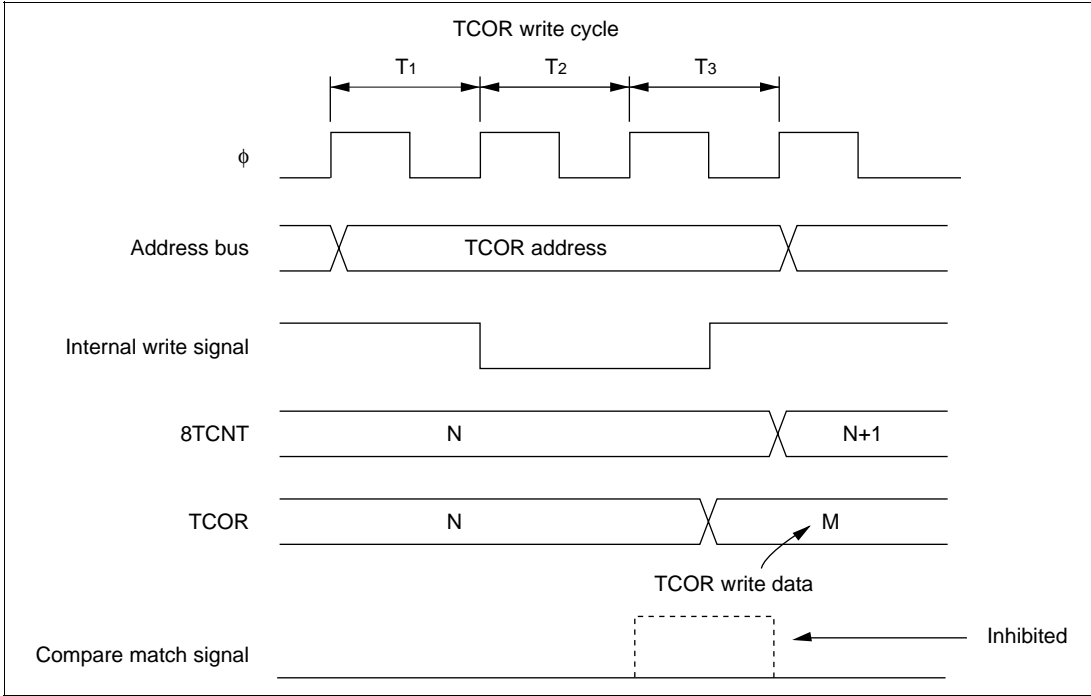 TCOR write cycle
T1 T2 T3
φ
Address bus TCOR address
Internal write signal
8TCNT N N+1
TCOR N M
TCOR write data
Inhibited
Compare match signal